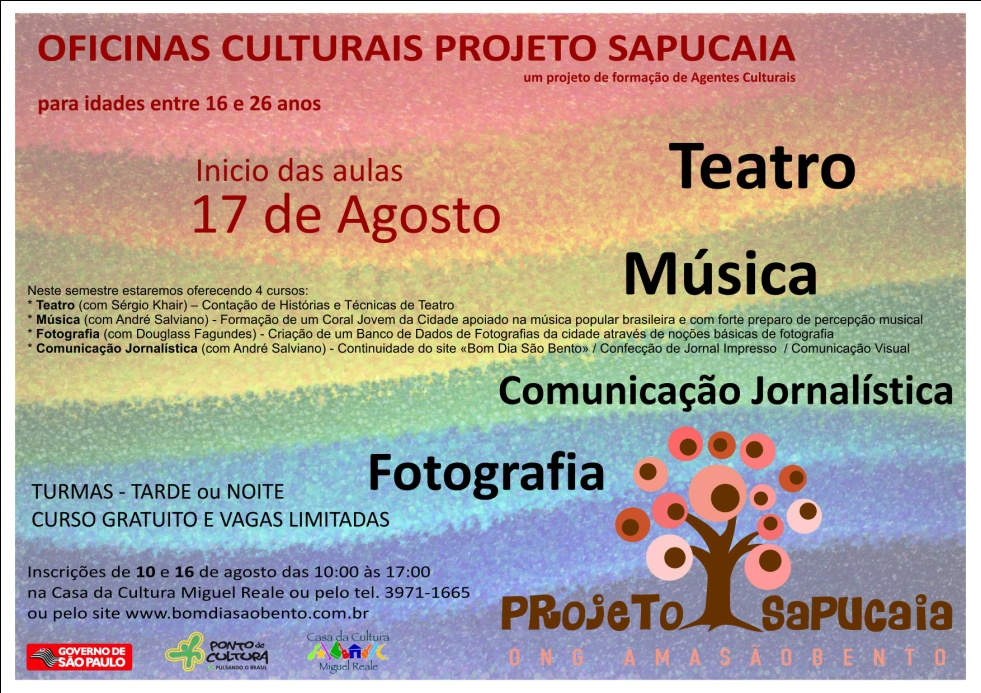 OFICINAS CULTURAIS PROJETO SAPUCAIA
um projeto de formação de Agentes Culturais
para idades entre 16 e 26 anos
Inicio das aulas
17 de Agosto
Teatro
Música
Neste semestre estaremos oferecendo 4 cursos:
* Teatro (com Sérgio Khair) – Contação de Histórias e Técnicas de Teatro
* Música (com André Salviano) - Formação de um Coral Jovem da Cidade apoiado na música popular brasileira e com forte preparo de percepção musical
* Fotografia (com Douglass Fagundes) - Criação de um Banco de Dados de Fotografias da cidade através de noções básicas de fotografia
* Comunicação Jornalística (com André Salviano) - Continuidade do site «Bom Dia São Bento» / Confecção de Jornal Impresso / Comunicação Visual
Comunicação Jornalística
Fotografia
TURMAS - TARDE ou NOITE
CURSO GRATUITO E VAGAS LIMITADAS
Inscrições de 10 e 16 de agosto das 10:00 às 17:00
na Casa da Cultura Miguel Reale ou pelo tel. 3971-1665
ou pelo site www.bomdiasaobento.com.br
PRojeTo saPUcaia
ONG AMASÃOBENTO
GOVERNO DE
SÃO PAULO
PONTO de
CULTURA
PULSANDO O BRASIL
Casa da Cultura
Miguel Reale